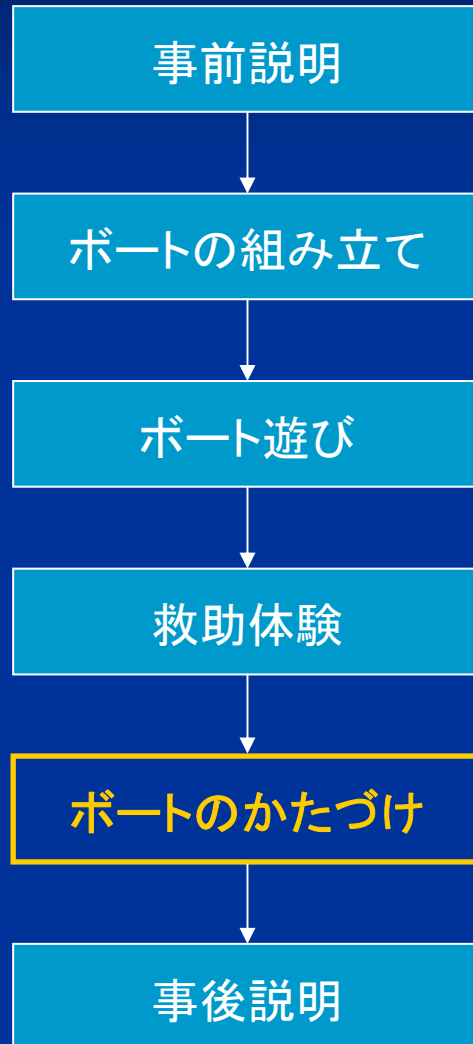 事前説明
ボートの組み立て
ボート遊び
救助体験
ボートのかたづけ
事後説明